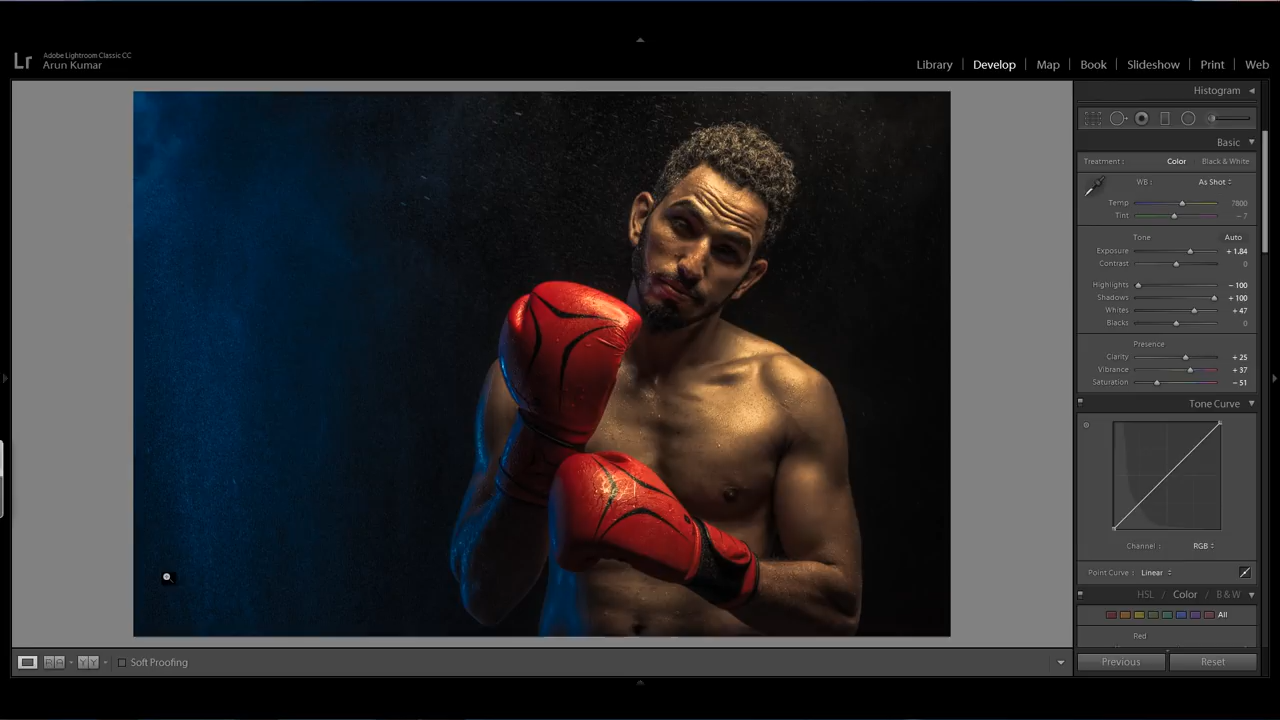 Lr
Adobe Lightroom Classic CC
Arun Kumar
Library | Develop | Map | Book | Slideshow | Print | Web
Histogram
Basic
Treatment : Color Black & White
WB : As Shot
Temp 7800
Tint − 7
Tone Auto
Exposure + 1.84
Contrast 0
Highlights − 100
Shadows + 100
Whites + 47
Blacks 0
Presence
Clarity + 25
Vibrance + 37
Saturation − 51
Tone Curve
Channel : RGB
Point Curve : Linear
HSL / Color / B & W
All
Red
Soft Proofing
Previous Reset